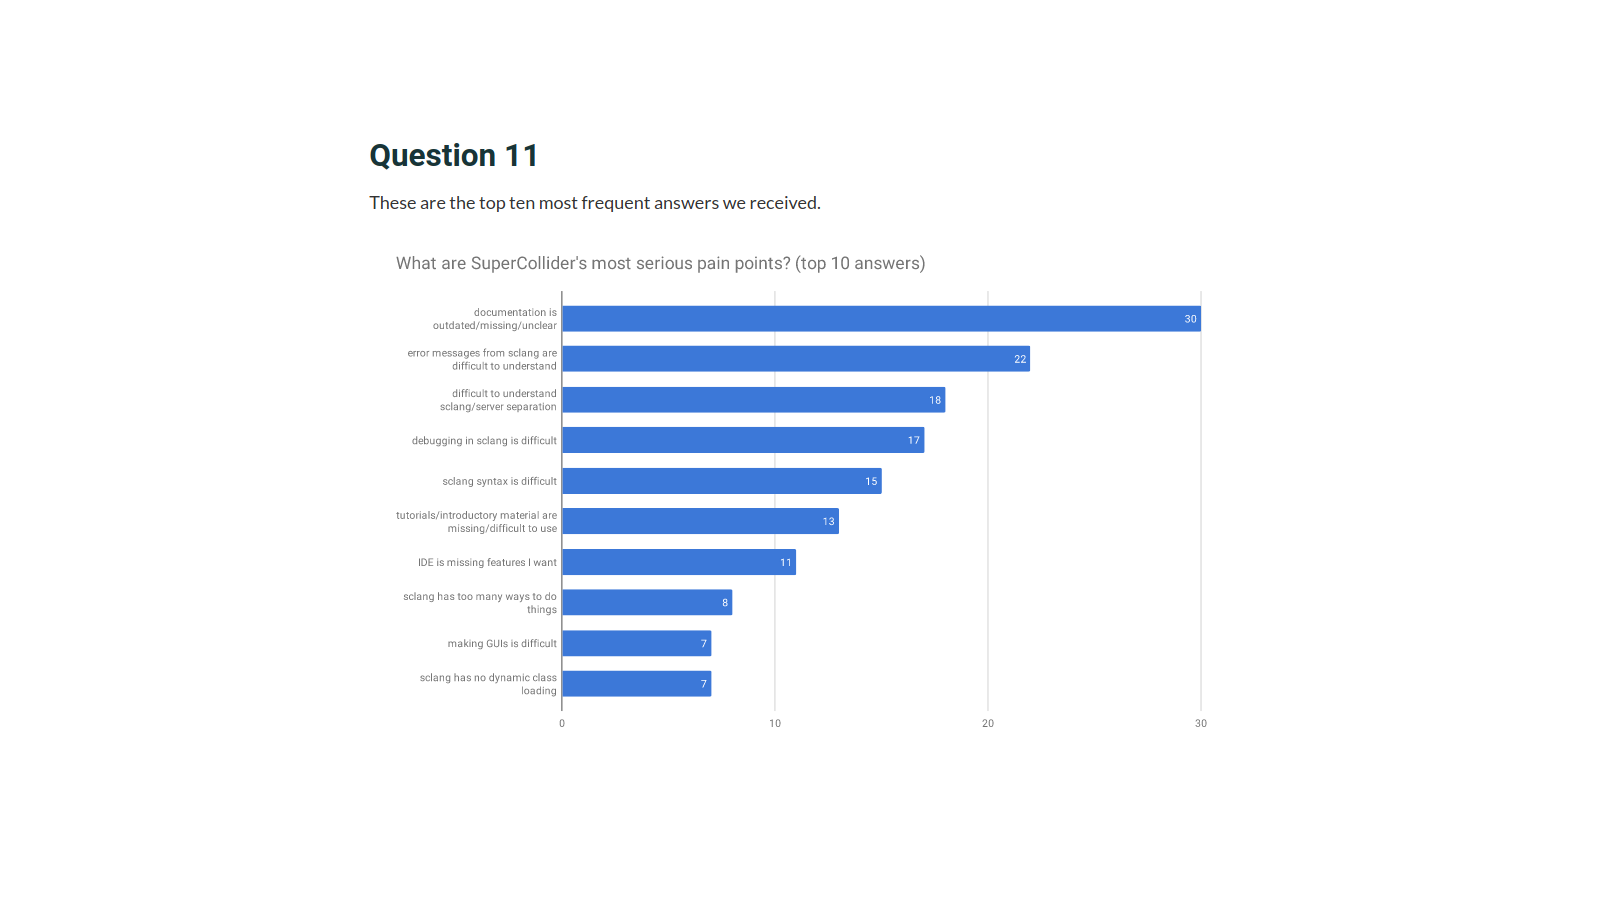 Question 11
These are the top ten most frequent answers we received.
What are SuperCollider's most serious pain points? (top 10 answers)
documentation is
outdated/missing/unclear
30
error messages from sclang are
difficult to understand
22
difficult to understand
sclang/server separation
18
debugging in sclang is difficult
17
sclang syntax is difficult
15
tutorials/introductory material are
missing/difficult to use
13
IDE is missing features I want
11
sclang has too many ways to do
things
8
making GUIs is difficult
7
sclang has no dynamic class
loading
7
0 10 20 30